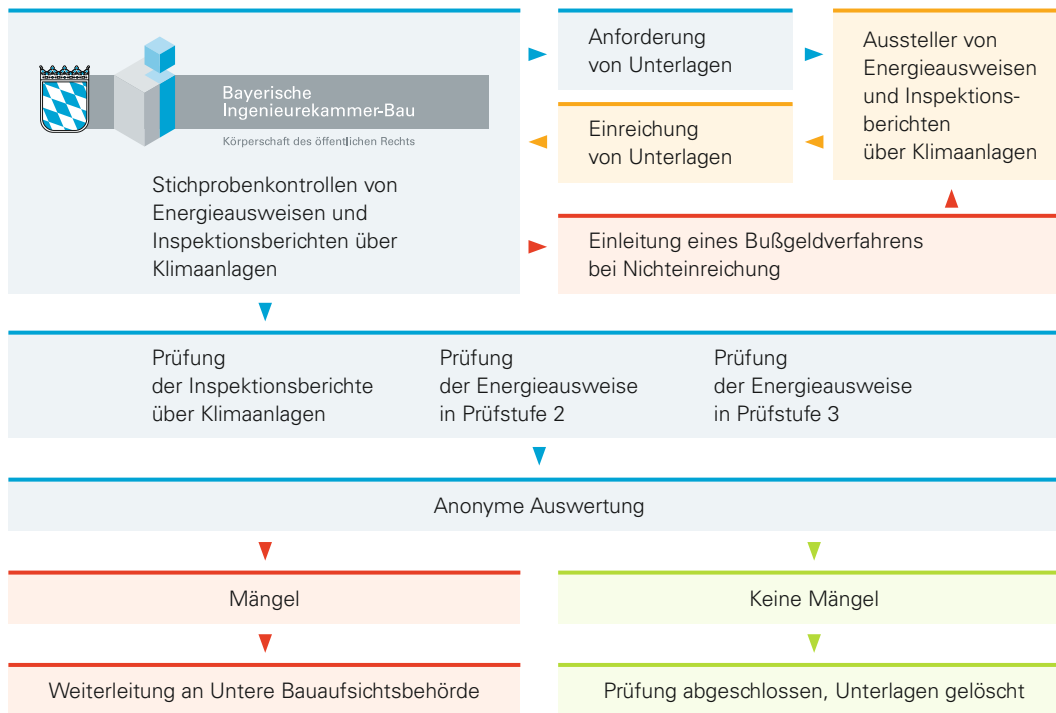 Bayerische
Ingenieurekammer-Bau
Körperschaft des öffentlichen Rechts
Stichprobenkontrollen von
Energieausweisen und
Inspektionsberichten über
Klimaanlagen
Anforderung
von Unterlagen
Einreichung
von Unterlagen
Aussteller von
Energieausweisen
und Inspektions-
berichten
über Klimaanlagen
Einleitung eines Bußgeldverfahrens
bei Nichteinreichung
Prüfung
der Inspektionsberichte
über Klimaanlagen
Prüfung
der Energieausweise
in Prüfstufe 2
Prüfung
der Energieausweise
in Prüfstufe 3
Anonyme Auswertung
Mängel
Keine Mängel
Weiterleitung an Untere Bauaufsichtsbehörde
Prüfung abgeschlossen, Unterlagen gelöscht